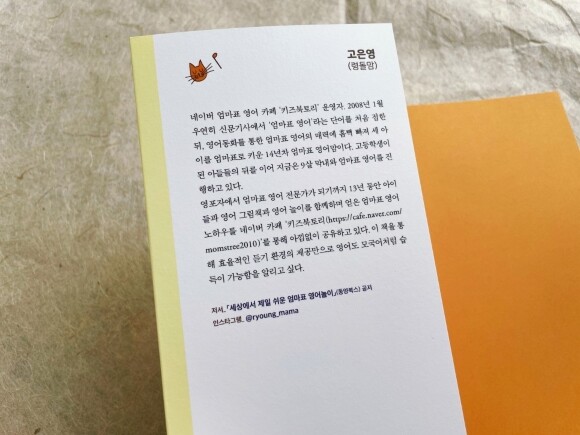 고은영
(령돌맘)
네이버 엄마표 영어 카페 '키즈북토리' 운영자. 2008년 1월
우연히 신문기사에서 '엄마표 영어'라는 단어를 처음 접한
뒤, 영어동화를 통한 엄마표 영어의 매력에 흠뻑 빠져 세 아
이를 엄마표로 키운 14년차 엄마표 영어맘이다. 고등학생이
된 아들들의 뒤를 이어 지금은 9살 막내와 엄마표 영어를 진
행하고 있다.
영포자에서 엄마표 영어 전문가가 되기까지 13년 동안 아이
들과 영어 그림책과 영어 놀이를 함께하며 얻은 엄마표 영어
노하우를 네이버 카페 '키즈북토리(https://cafe.naver.com/
momstree2010)'를 통해 아낌없이 공유하고 있다. 이 책을 통
해 효율적인 듣기 환경의 제공만으로 영어도 모국어처럼 습
득이 가능함을 알리고 싶다.
저서_「세상에서 제일 쉬운 엄마표 영어놀이」(동양북스) 공저
인스타그램_ @ryoung_mama